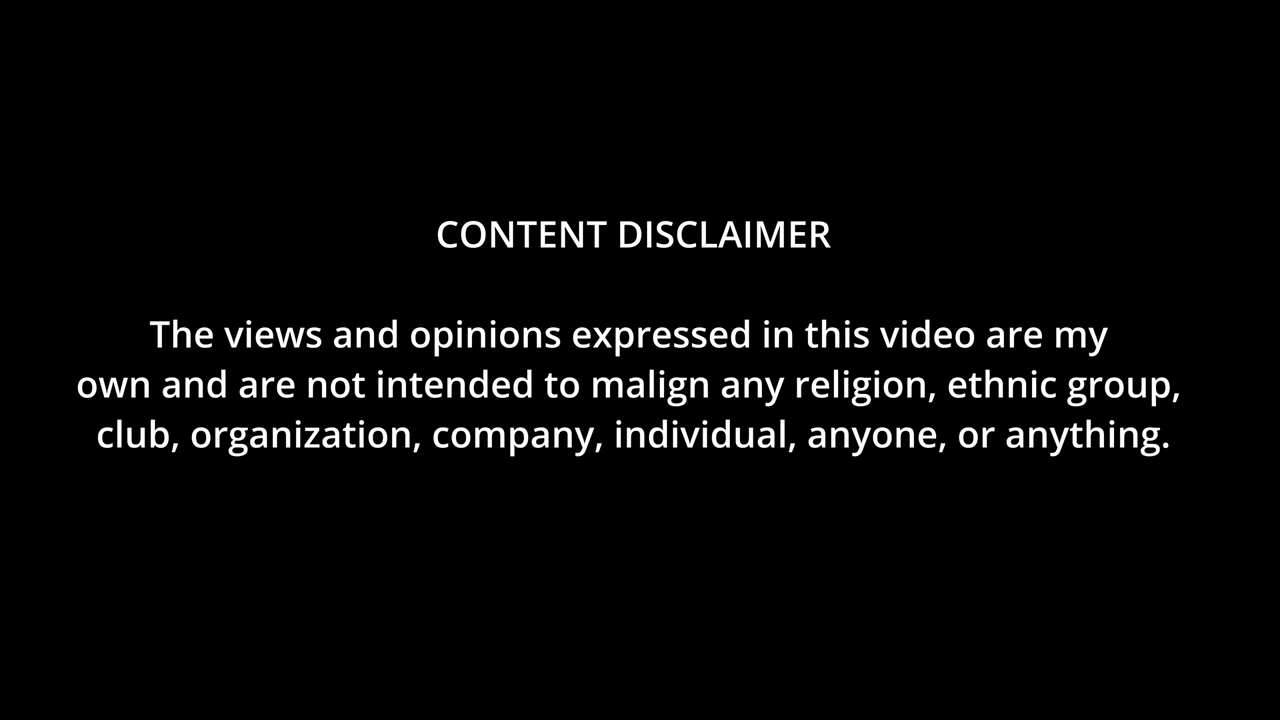 CONTENT DISCLAIMER
The views and opinions expressed in this video are my
own and are not intended to malign any religion, ethnic group,
club, organization, company, individual, anyone, or anything.